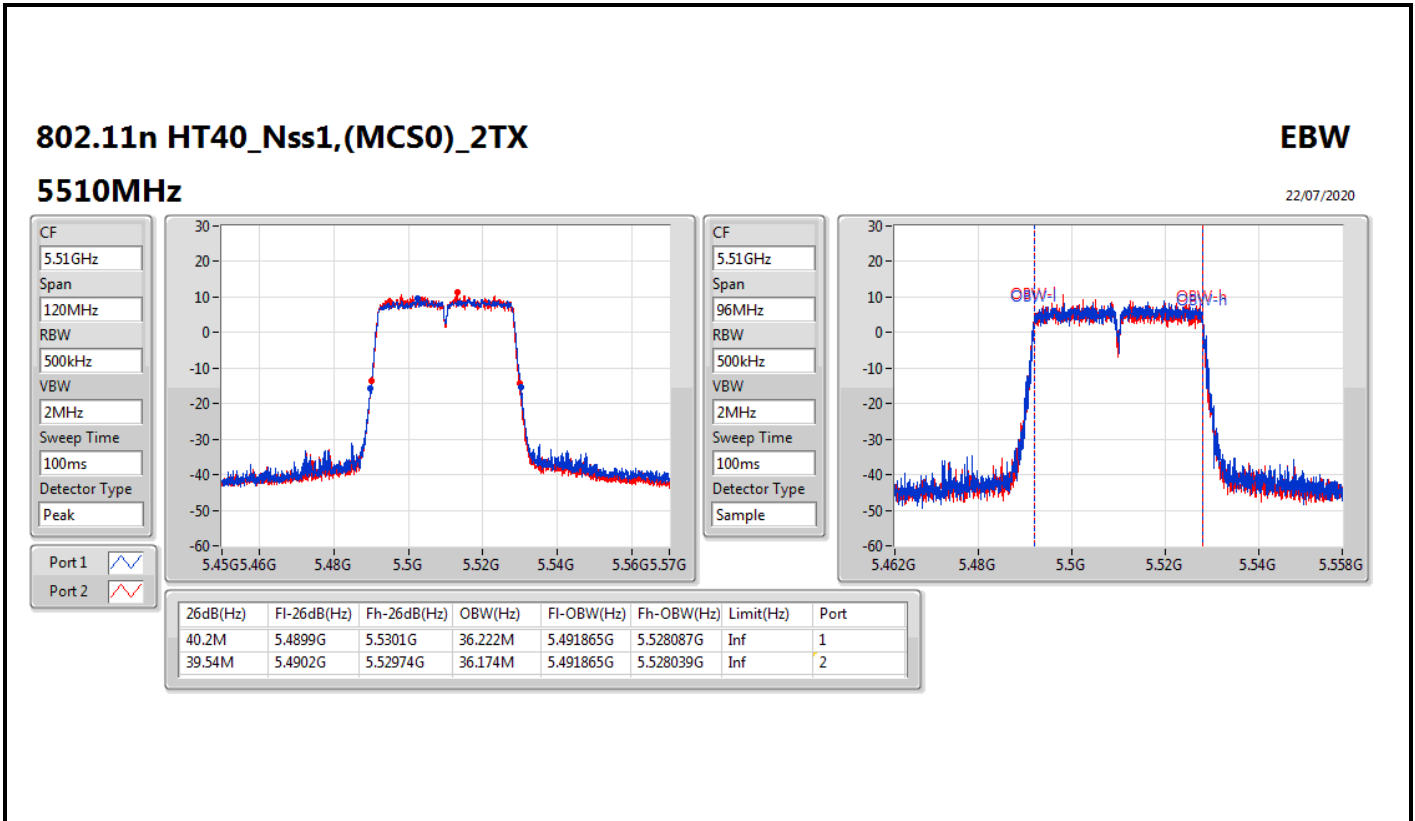 802.11n HT40_Nss1,(MCS0)_2TX
EBW
5510MHz
22/07/2020
CF
5.51GHz
Span
120MHz
RBW
500kHz
VBW
2MHz
Sweep Time
100ms
Detector Type
Peak
Port 1
Port 2
30
20
10
0
-10
-20
-30
-40
-50
-60
5.45G 5.46G 5.48G 5.5G 5.52G 5.54G 5.56G 5.57G
CF
5.51GHz
Span
96MHz
RBW
500kHz
VBW
2MHz
Sweep Time
100ms
Detector Type
Sample
30
20
10
0
-10
-20
-30
-40
-50
-60
OBW-l OBW-h
5.462G 5.48G 5.5G 5.52G 5.54G 5.558G
26dB(Hz) Fl-26dB(Hz) Fh-26dB(Hz) OBW(Hz) Fl-OBW(Hz) Fh-OBW(Hz) Limit(Hz) Port
40.2M 5.4899G 5.5301G 36.222M 5.491865G 5.528087G Inf 1
39.54M 5.4902G 5.52974G 36.174M 5.491865G 5.528039G Inf 2